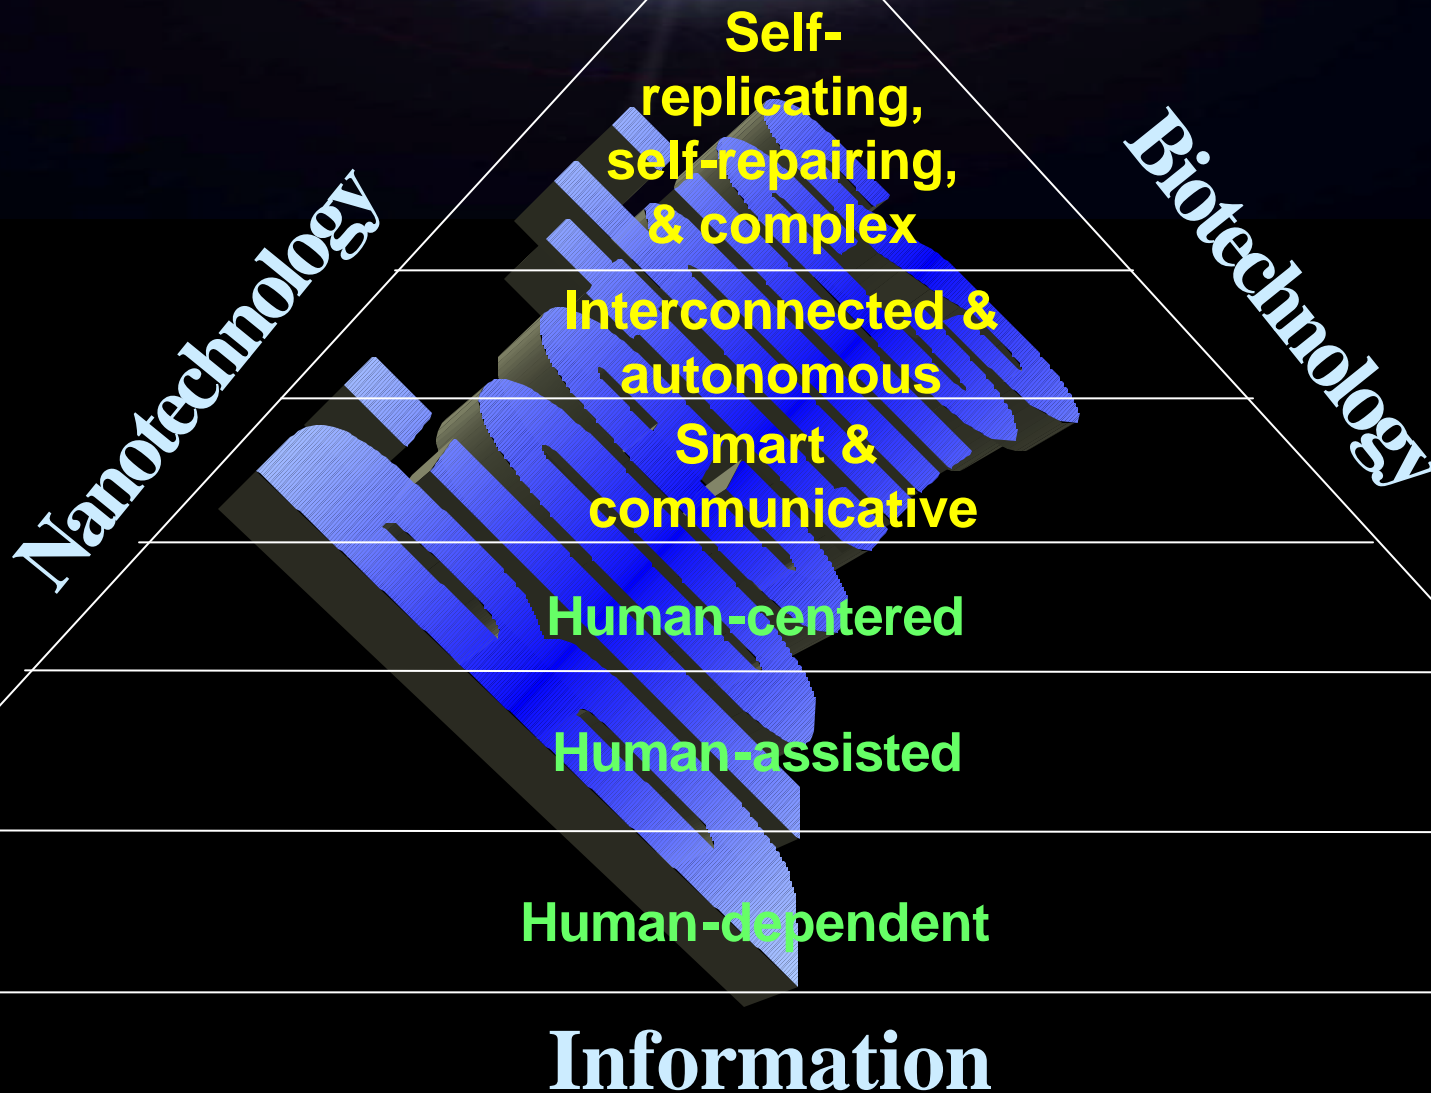 Self-
replicating,
self-repairing,
& complex
Nanotechnology
Biotechnology
Interconnected &
autonomous
Smart &
communicative
Human-centered
Human-assisted
Human-dependent
Information